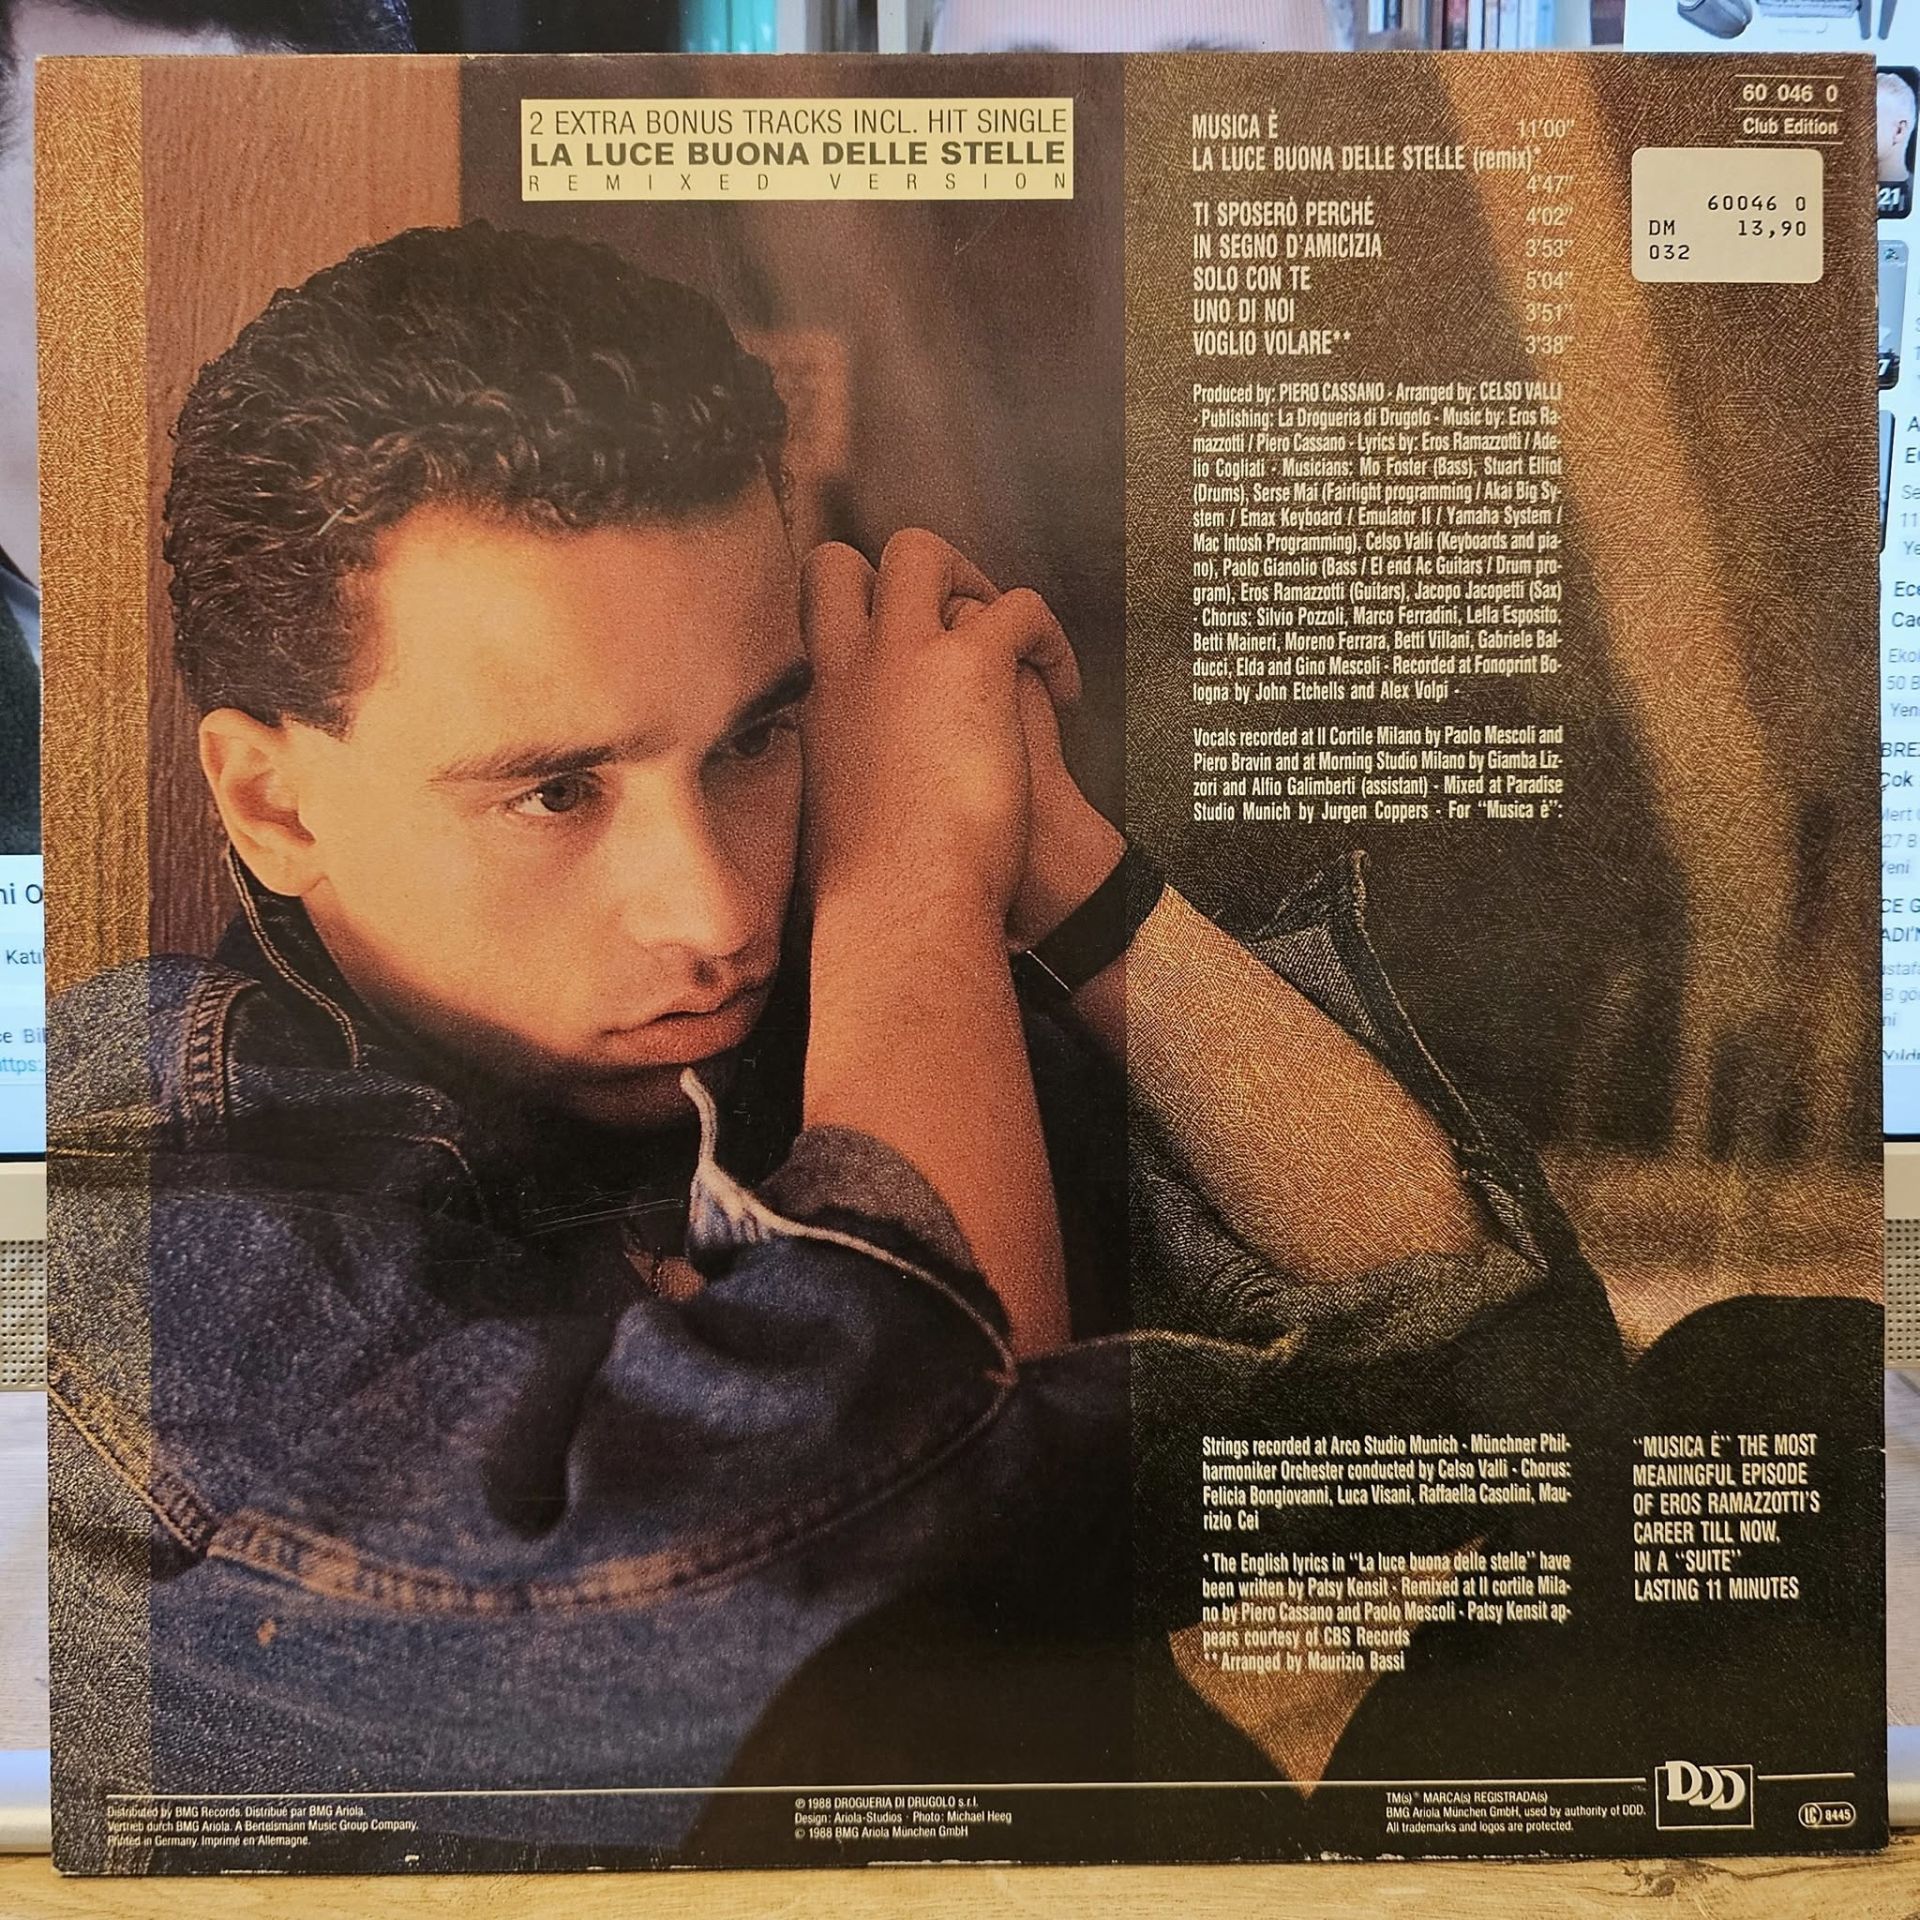 2 EXTRA BONUS TRACKS INCL. HIT SINGLE
LA LUCE BUONA DELLE STELLE
REMIXED VERSION
MUSICA È 11'00"
LA LUCE BUONA DELLE STELLE (remix)*
4'47"
TI SPOSERÒ PERCHÉ 4'02"
IN SEGNO D'AMICIZIA 3'53"
SOLO CON TE 5'04"
UNO DI NOI 3'51"
VOGLIO VOLARE** 3'38"
60 046 0
Club Edition
60046 0
DM 13,90
032
Produced by: PIERO CASSANO - Arranged by: CELSO VALLI
- Publishing: La Drogueria di Drugolo - Music by: Eros Ra-
mazzotti / Piero Cassano - Lyrics by: Eros Ramazzotti / Ade-
lio Cogliati - Musicians: Mo Foster (Bass), Stuart Elliot
(Drums), Serse Mai (Fairlight programming / Akai Big Sy-
stem / Emax Keyboard / Emulator II / Yamaha System /
Mac Intosh Programming), Celso Valli (Keyboards and pia-
no), Paolo Gianolio (Bass / El end Ac Guitars / Drum pro-
gram), Eros Ramazzotti (Guitars), Jacopo Jacopetti (Sax)
- Chorus: Silvio Pozzoli, Marco Ferradini, Lella Esposito,
Betti Maineri, Moreno Ferrara, Betti Villani, Gabriele Bal-
ducci, Elda and Gino Mescoli - Recorded at Fonoprint Bo-
logna by John Etchells and Alex Volpi -
Vocals recorded at Il Cortile Milano by Paolo Mescoli and
Piero Bravin and at Morning Studio Milano by Giamba Liz-
zori and Alfio Galimberti (assistant) - Mixed at Paradise
Studio Munich by Jurgen Coppers - For "Musica è":
Strings recorded at Arco Studio Munich - Münchner Phil-
harmoniker Orchester conducted by Celso Valli - Chorus:
Felicia Bongiovanni, Luca Visani, Raffaella Casolini, Mau-
rizio Cei
*The English lyrics in "La luce buona delle stelle" have
been written by Patsy Kensit - Remixed at Il cortile Mila-
no by Piero Cassano and Paolo Mescoli - Patsy Kensit ap-
pears courtesy of CBS Records
**Arranged by Maurizio Bassi
"MUSICA È" THE MOST
MEANINGFUL EPISODE
OF EROS RAMAZZOTTI'S
CAREER TILL NOW,
IN A "SUITE"
LASTING 11 MINUTES
Distributed by BMG Records. Distribué par BMG Ariola.
Vertrieb durch BMG Ariola. A Bertelsmann Music Group Company.
Printed in Germany. Imprimé en Allemagne.
℗ 1988 DROGUERIA DI DRUGOLO s.r.l.
Design: Ariola-Studios · Photo: Michael Heeg
© 1988 BMG Ariola München GmbH
TM(s) ® MARCA(s) REGISTRADA(s)
BMG Ariola München GmbH, used by authority of DDD.
All trademarks and logos are protected.
DDD
LC 8445